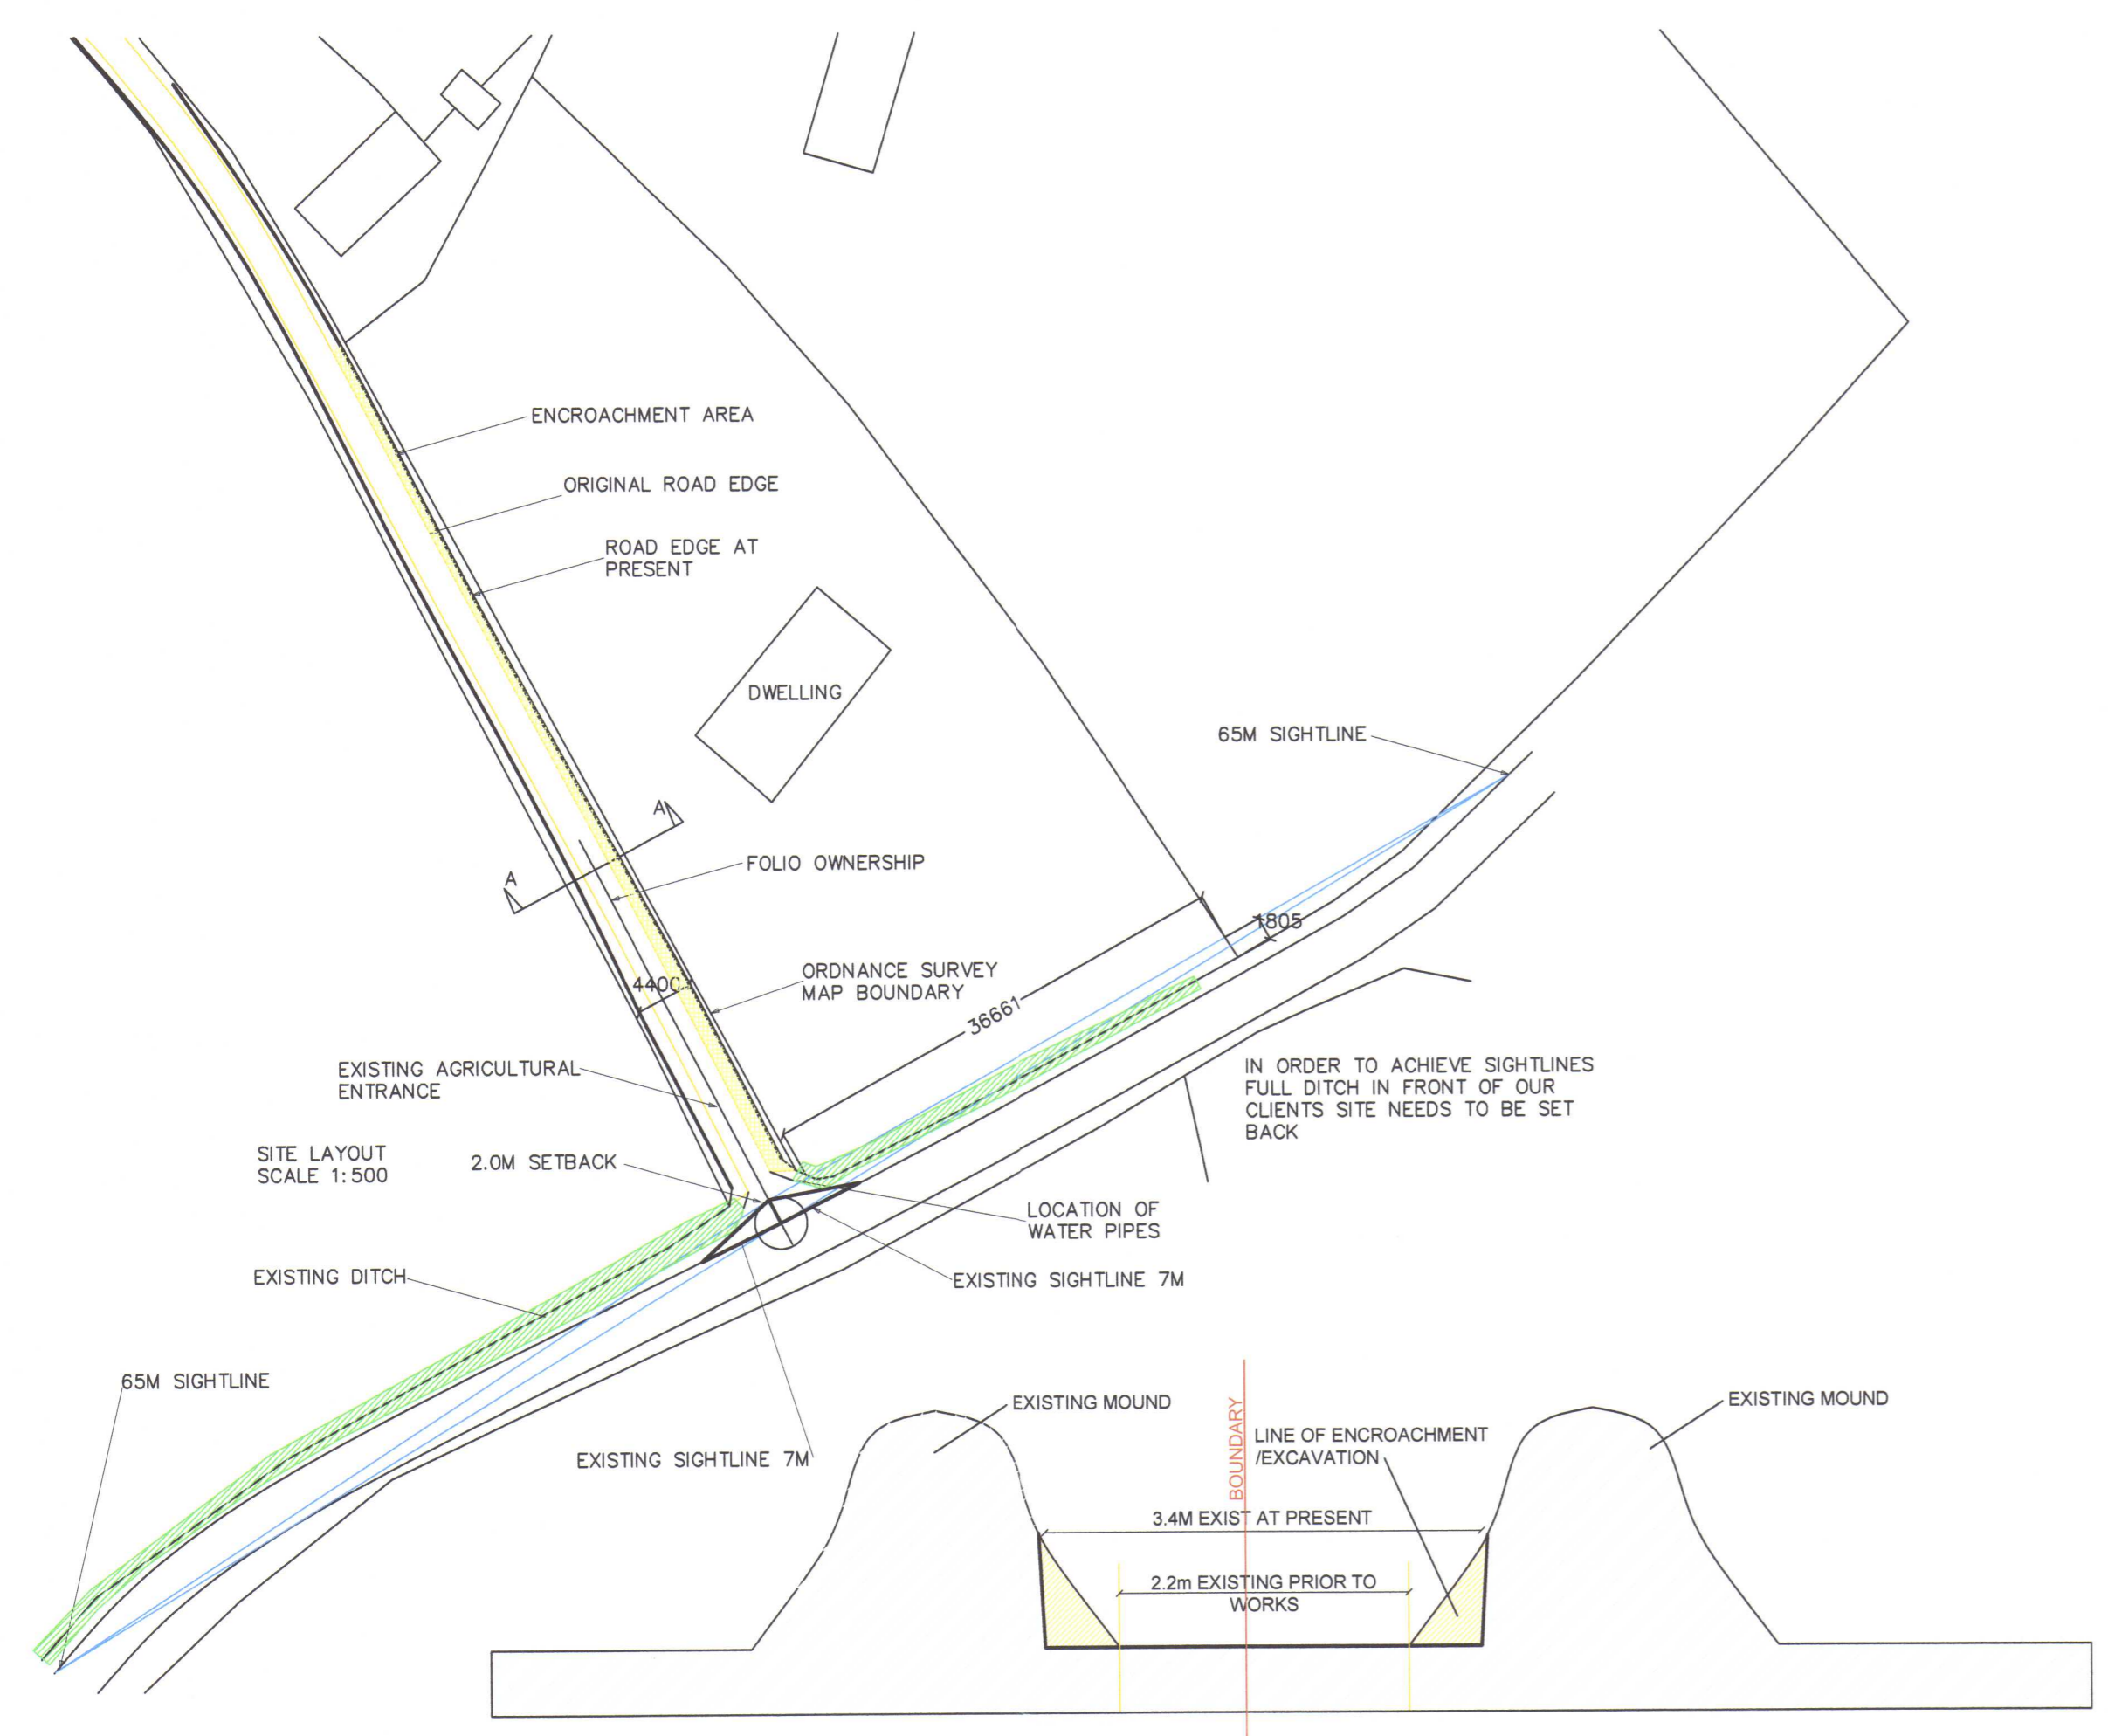 ENCROACHMENT AREA
ORIGINAL ROAD EDGE
ROAD EDGE AT
PRESENT
DWELLING
65M SIGHTLINE
A
A
FOLIO OWNERSHIP
1805
ORDNANCE SURVEY
MAP BOUNDARY
4400
36661
EXISTING AGRICULTURAL
ENTRANCE
IN ORDER TO ACHIEVE SIGHTLINES
FULL DITCH IN FRONT OF OUR
CLIENTS SITE NEEDS TO BE SET
BACK
SITE LAYOUT
SCALE 1:500
2.0M SETBACK
LOCATION OF
WATER PIPES
EXISTING DITCH
EXISTING SIGHTLINE 7M
65M SIGHTLINE
EXISTING SIGHTLINE 7M
EXISTING MOUND
BOUNDARY
LINE OF ENCROACHMENT
/EXCAVATION
EXISTING MOUND
3.4M EXIST AT PRESENT
2.2m EXISTING PRIOR TO
WORKS